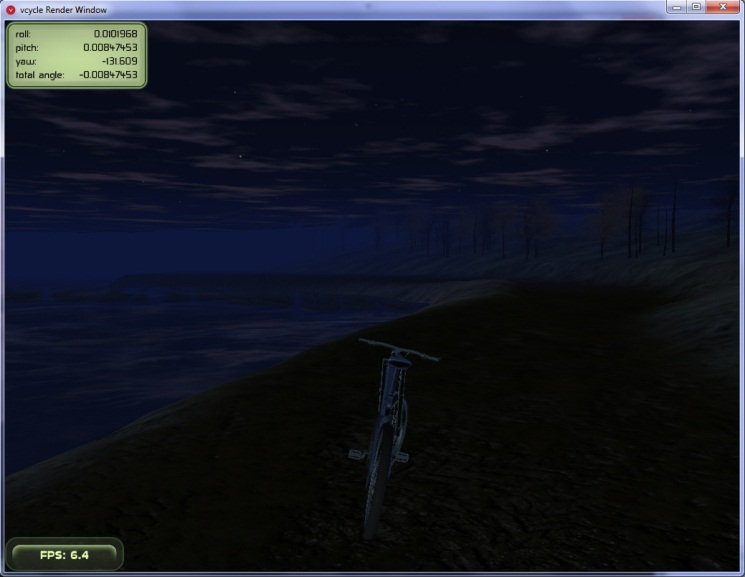 vcycle Render Window
roll: 0.0101968
pitch: 0.00847453
yaw: -131.609
total angle: -0.00847453
FPS: 6.4